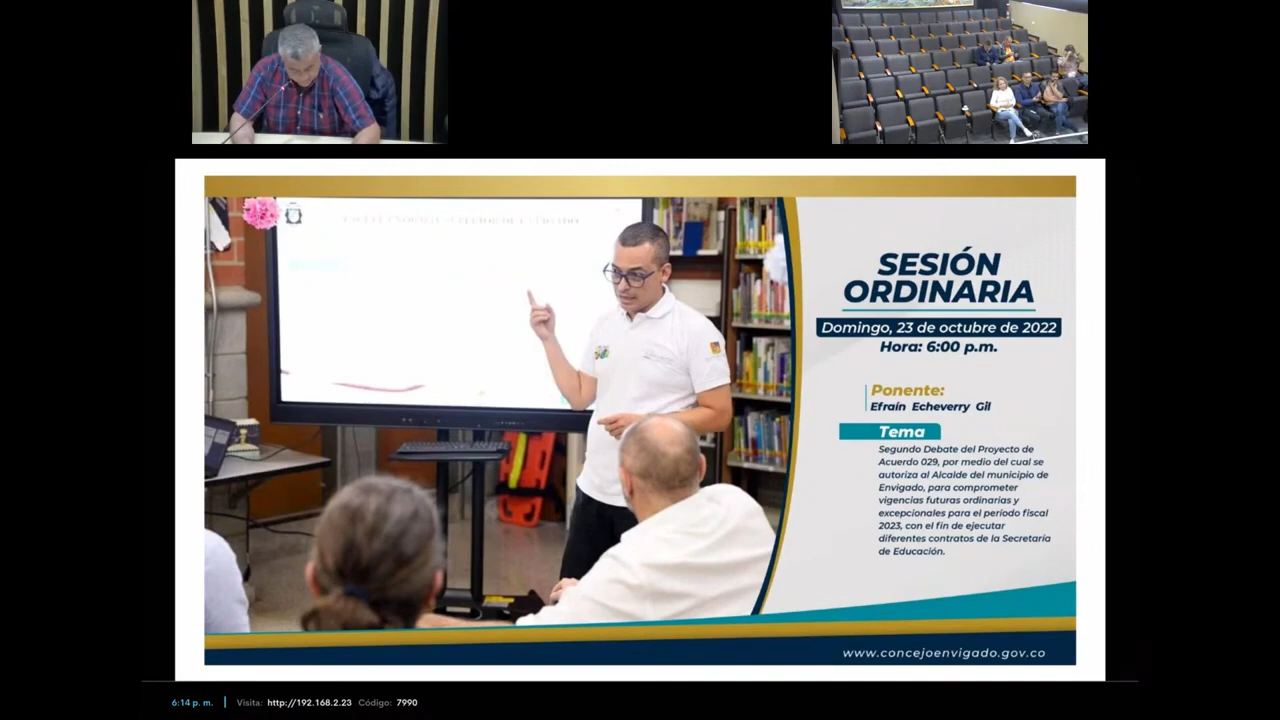 SESIÓN
ORDINARIA
Domingo, 23 de octubre de 2022
Hora: 6:00 p.m.
Ponente:
Efraín Echeverry Gil
Tema
Segundo Debate del Proyecto de
Acuerdo 029, por medio del cual se
autoriza al Alcalde del municipio de
Envigado, para comprometer
vigencias futuras ordinarias y
excepcionales para el período fiscal
2023, con el fin de ejecutar
diferentes contratos de la Secretaría
de Educación.
www.concejoenvigado.gov.co
6:14 p. m. | Visita: http://192.168.2.23 Código: 7990